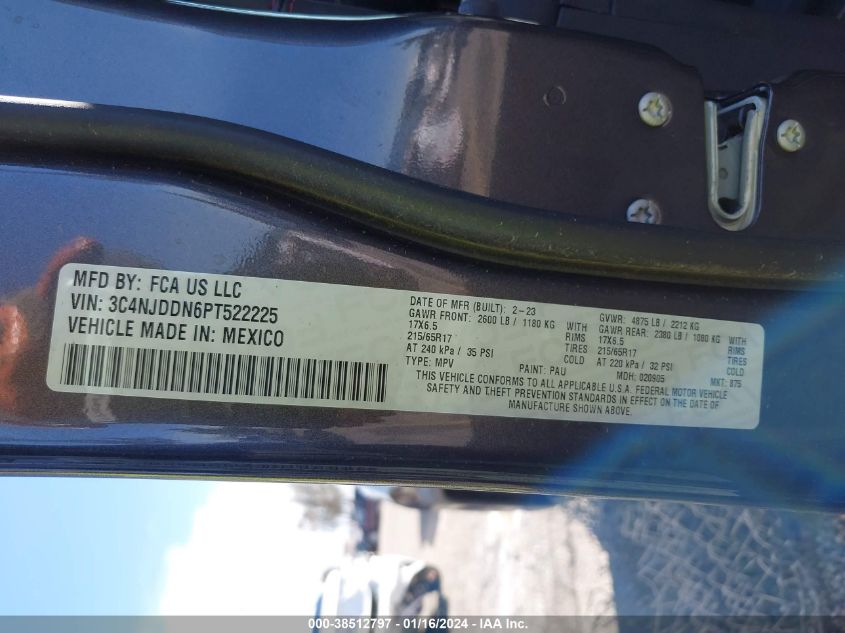 MFD BY: FCA US LLC
VIN: 3C4NJDDN6PT522225
VEHICLE MADE IN: MEXICO
DATE OF MFR (BUILT): 2-23
GAWR FRONT: 2600 LB / 1180 KG WITH
17X6.5 RIMS
215/65R17 TIRES
AT 240 kPa / 35 PSI COLD
TYPE: MPV
GVWR: 4875 LB / 2212 KG
GAWR REAR: 2380 LB / 1080 KG WITH
17X6.5 RIMS
215/65R17 TIRES
AT 220 kPa / 32 PSI COLD
PAINT: PAU MDH: 020905 MKT: 875
THIS VEHICLE CONFORMS TO ALL APPLICABLE U.S.A. FEDERAL MOTOR VEHICLE
SAFETY AND THEFT PREVENTION STANDARDS IN EFFECT ON THE DATE OF
MANUFACTURE SHOWN ABOVE.
000-38512797 - 01/16/2024 - IAA Inc.